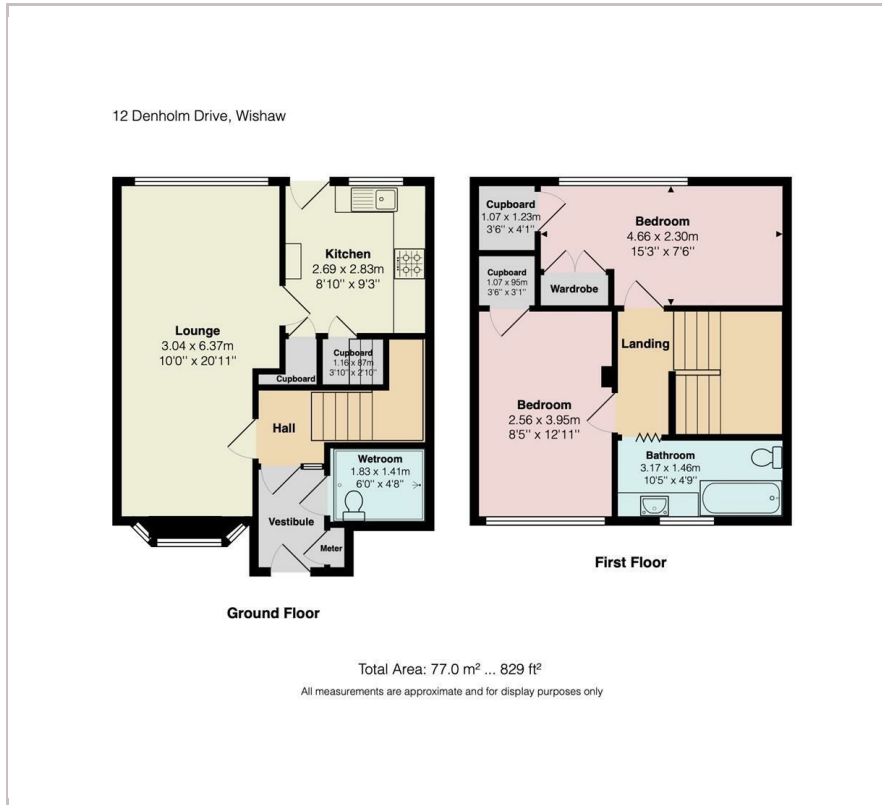 12 Denholm Drive, Wishaw
Kitchen
2.69 x 2.83m
8'10" x 9'3"
Lounge
3.04 x 6.37m
10'0" x 20'11"
Cupboard
1.16 x 87m
3'10" x 2'10"
Cupboard
Hall
Wetroom
1.83 x 1.41m
6'0" x 4'8"
Vestibule
Meter
Ground Floor
Cupboard
1.07 x 1.23m
3'6" x 4'1"
Bedroom
4.66 x 2.30m
15'3" x 7'6"
Cupboard
1.07 x 95m
3'6" x 3'1"
Wardrobe
Landing
Bedroom
2.56 x 3.95m
8'5" x 12'11"
Bathroom
3.17 x 1.46m
10'5" x 4'9"
First Floor
Total Area: 77.0 m² ... 829 ft²
All measurements are approximate and for display purposes only